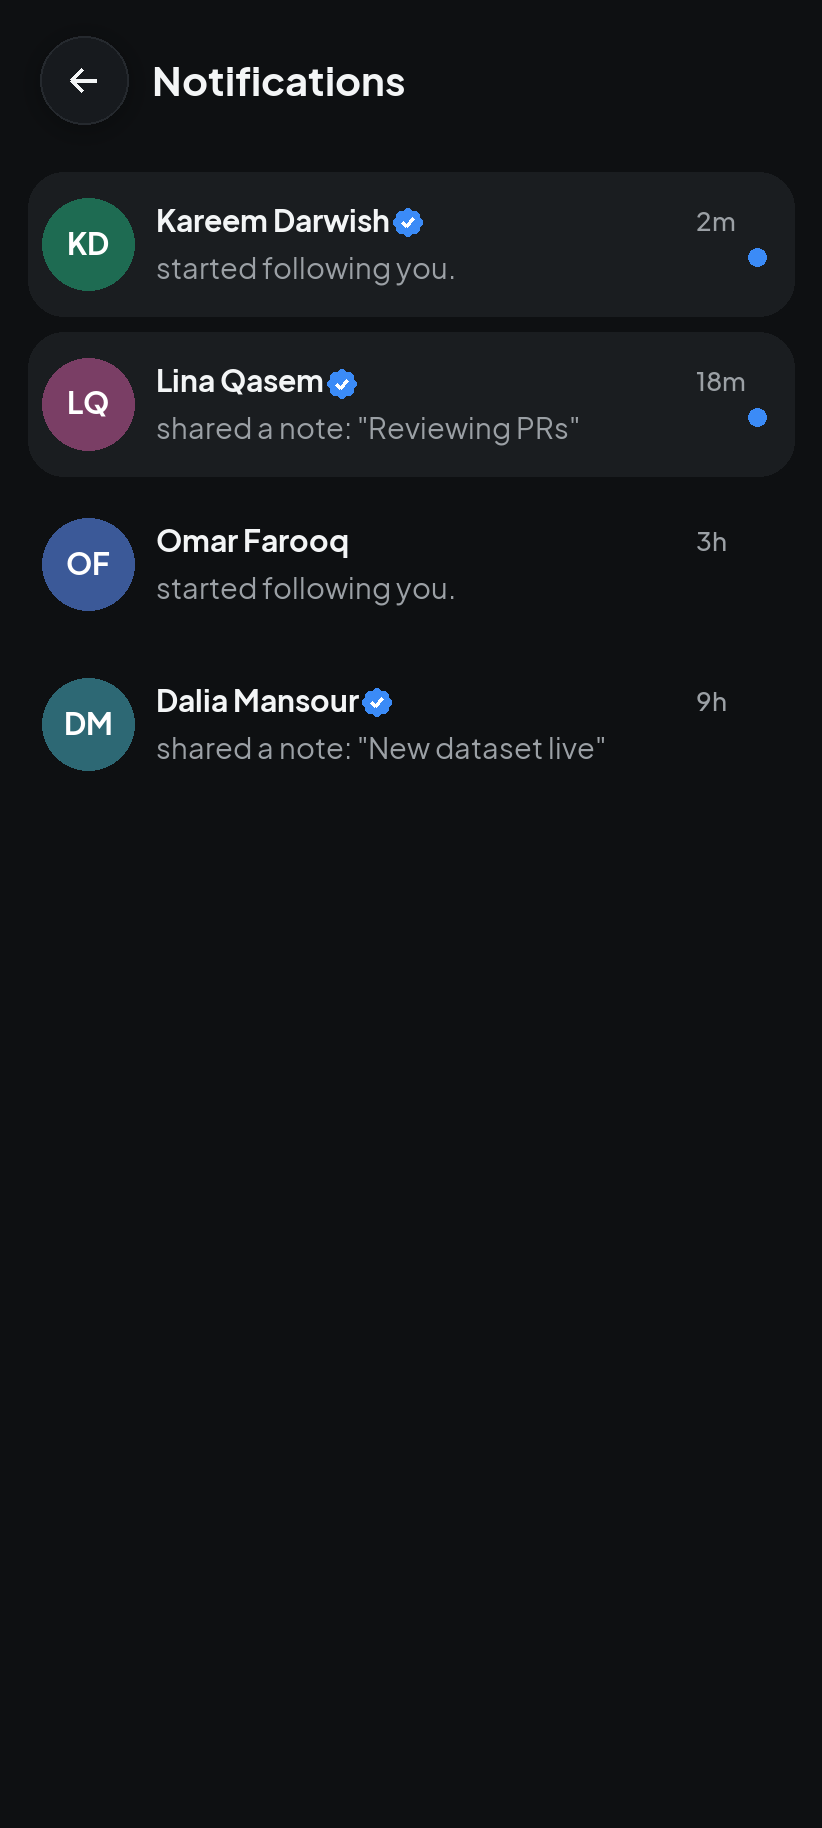 Notifications
KD
Kareem Darwish
2m
started following you.
LQ
Lina Qasem
18m
shared a note: "Reviewing PRs"
OF
Omar Farooq
3h
started following you.
DM
Dalia Mansour
9h
shared a note: "New dataset live"